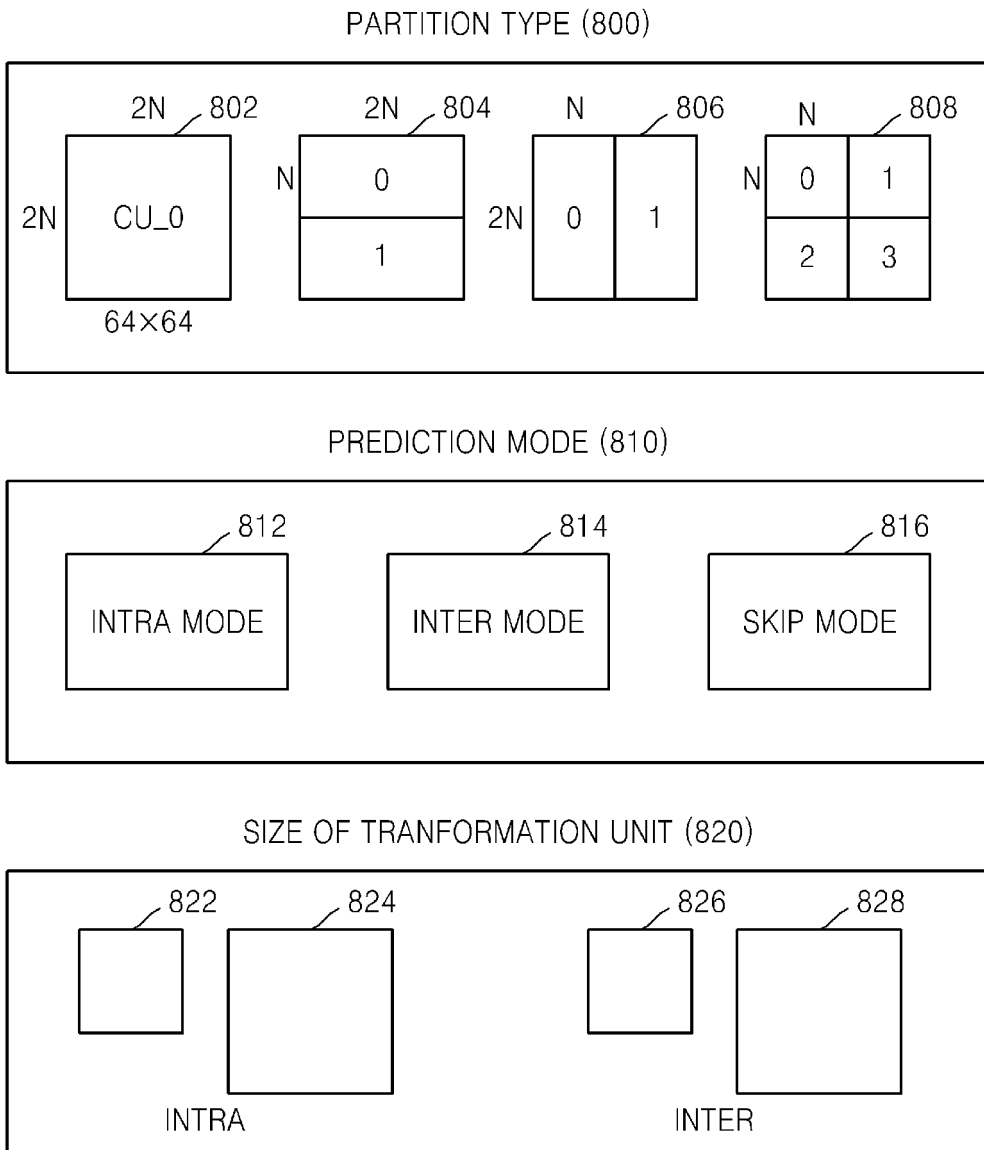 PARTITION TYPE (800)
2N 802 2N 804 N 806 N 808
2N CU_0 N 0 2N 0 1 N 0 1
1 2 3
64×64
PREDICTION MODE (810)
812 814 816
INTRA MODE INTER MODE SKIP MODE
SIZE OF TRANFORMATION UNIT (820)
822 824 826 828
INTRA INTER